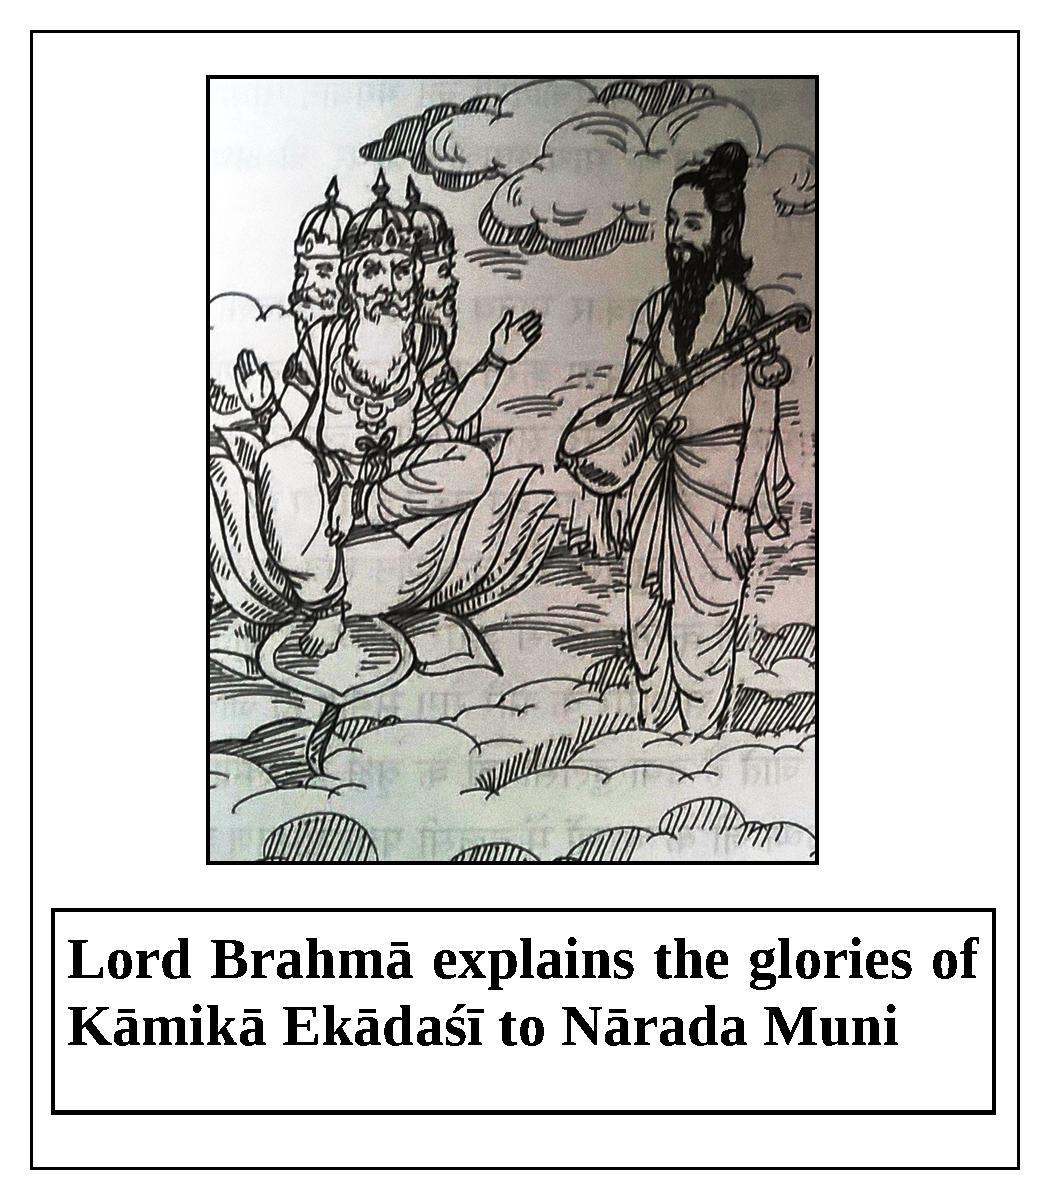 Lord Brahmā explains the glories of
Kāmikā Ekādaśī to Nārada Muni